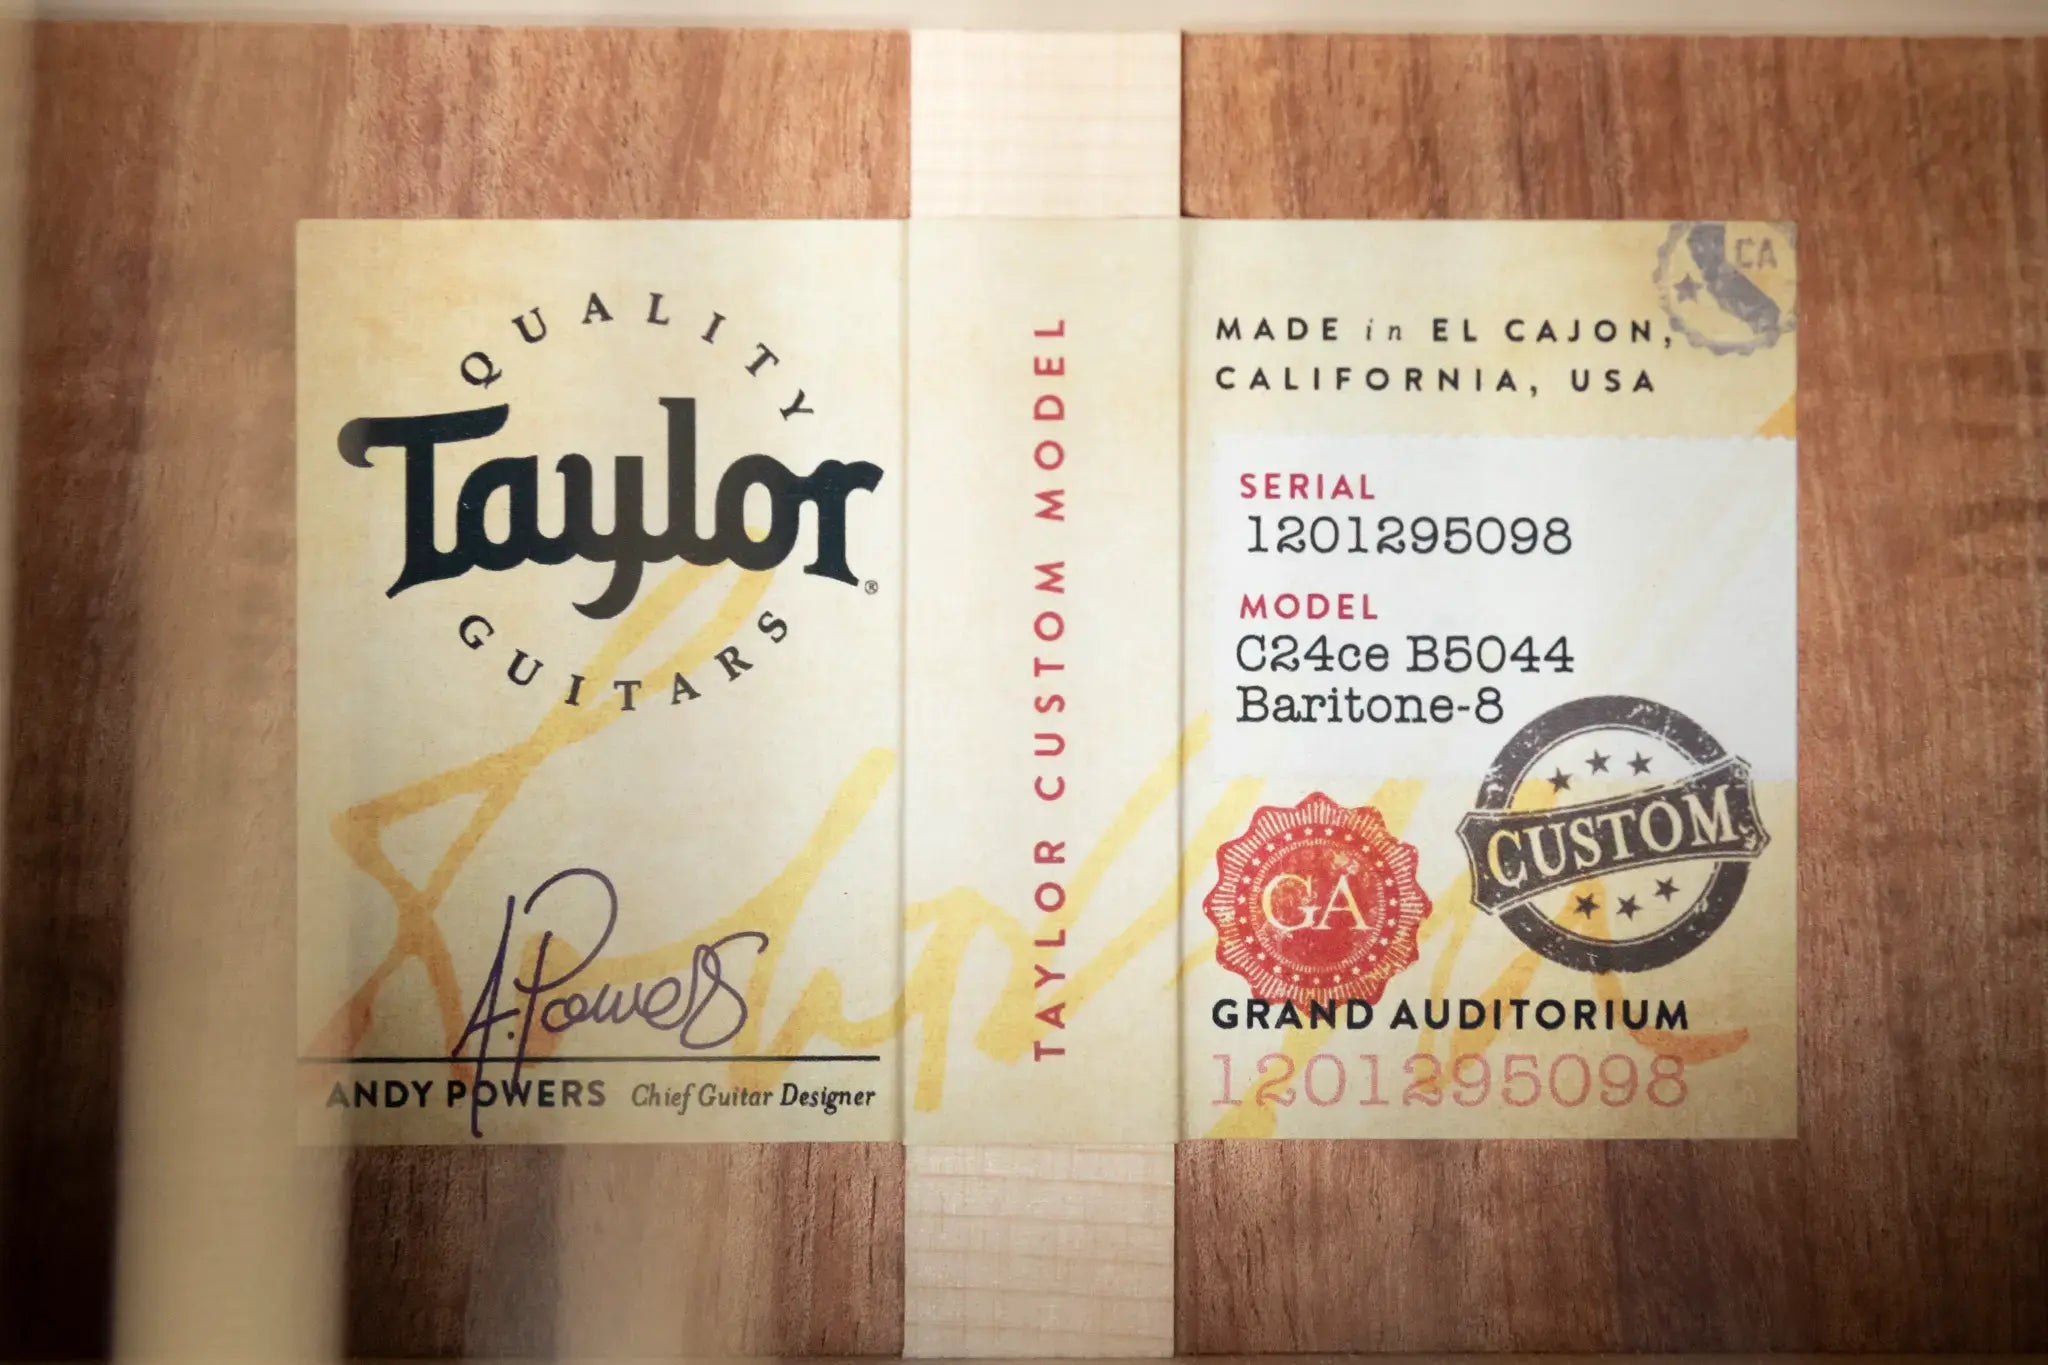 QUALITY
Taylor®
GUITARS
A. Powers
ANDY POWERS Chief Guitar Designer
TAYLOR CUSTOM MODEL
CA
MADE in EL CAJON,
CALIFORNIA, USA
SERIAL
1201295098
MODEL
C24ce B5044
Baritone-8
CUSTOM
GA
GRAND AUDITORIUM
1201295098